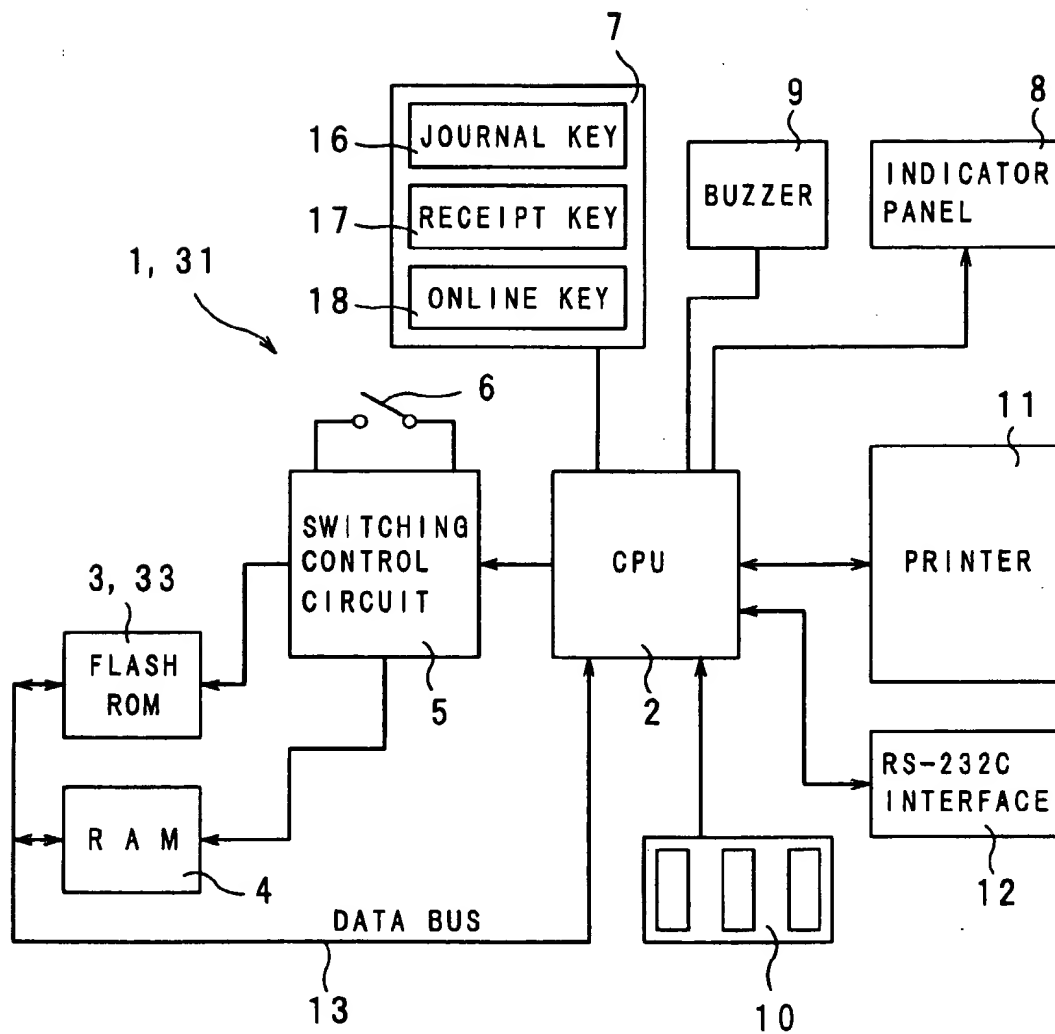 7
JOURNAL KEY
16
RECEIPT KEY
17
ONLINE KEY
18
9
BUZZER
8
INDICATOR
PANEL
1, 31
6
SWITCHING
CONTROL
CIRCUIT
5
CPU
2
11
PRINTER
3, 33
FLASH
ROM
RAM
4
RS-232C
INTERFACE
12
DATA BUS
13
10